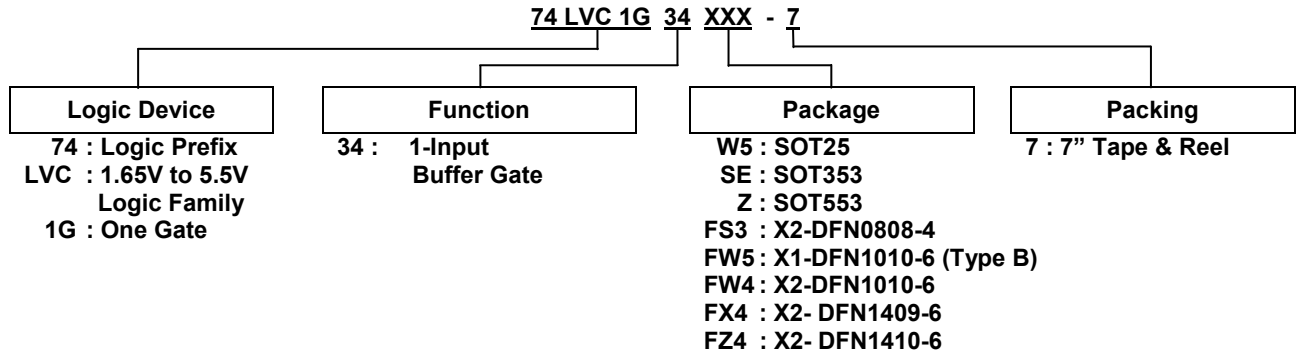 74 LVC 1G 34 XXX - 7
Logic Device
74 : Logic Prefix
LVC : 1.65V to 5.5V
Logic Family
1G : One Gate
Function
34 : 1-Input
Buffer Gate
Package
W5 : SOT25
SE : SOT353
Z : SOT553
FS3 : X2-DFN0808-4
FW5 : X1-DFN1010-6 (Type B)
FW4 : X2-DFN1010-6
FX4 : X2- DFN1409-6
FZ4 : X2- DFN1410-6
Packing
7 : 7” Tape & Reel